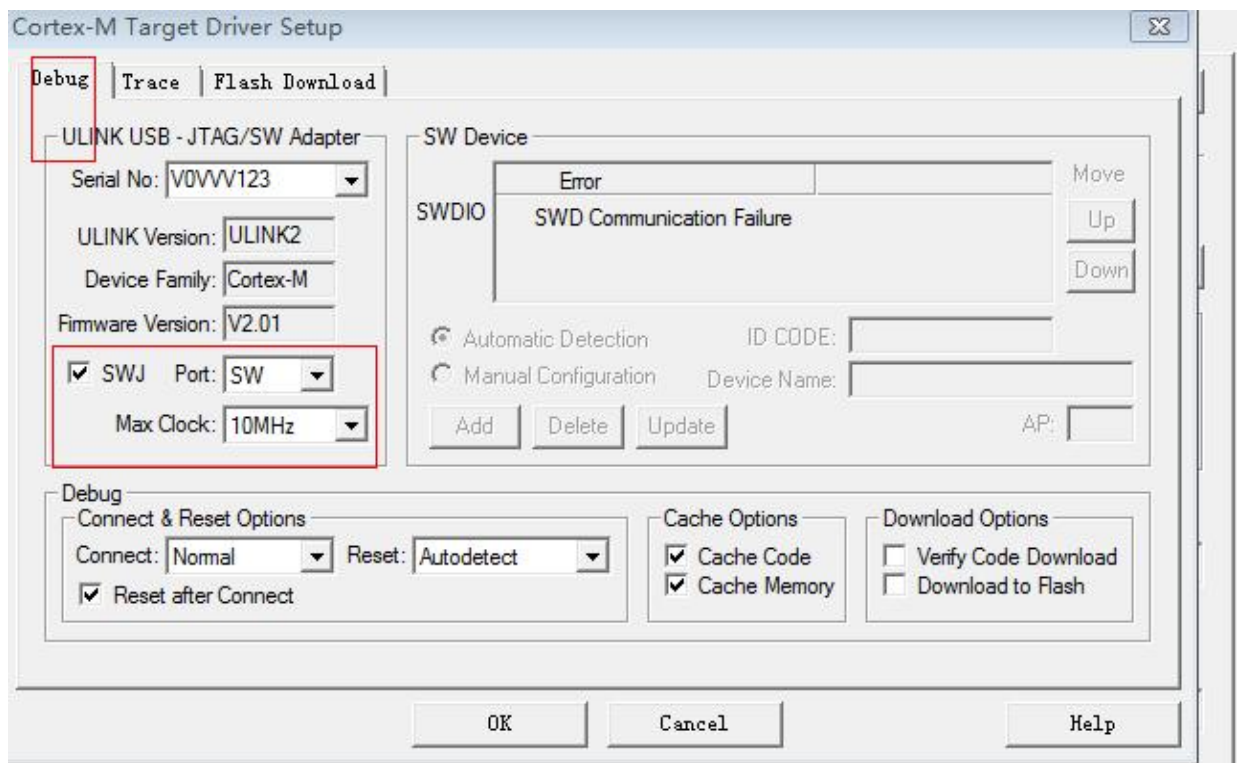 Cortex-M Target Driver Setup
Debug Trace Flash Download
ULINK USB - JTAG/SW Adapter
Serial No: V0VVV123
ULINK Version: ULINK2
Device Family: Cortex-M
Firmware Version: V2.01
SWJ Port: SW
Max Clock: 10MHz
SW Device
Error
SWDIO SWD Communication Failure
Move
Up
Down
Automatic Detection ID CODE:
Manual Configuration Device Name:
Add Delete Update AP:
Debug
Connect & Reset Options
Connect: Normal Reset: Autodetect
Reset after Connect
Cache Options
Cache Code
Cache Memory
Download Options
Verify Code Download
Download to Flash
OK Cancel Help